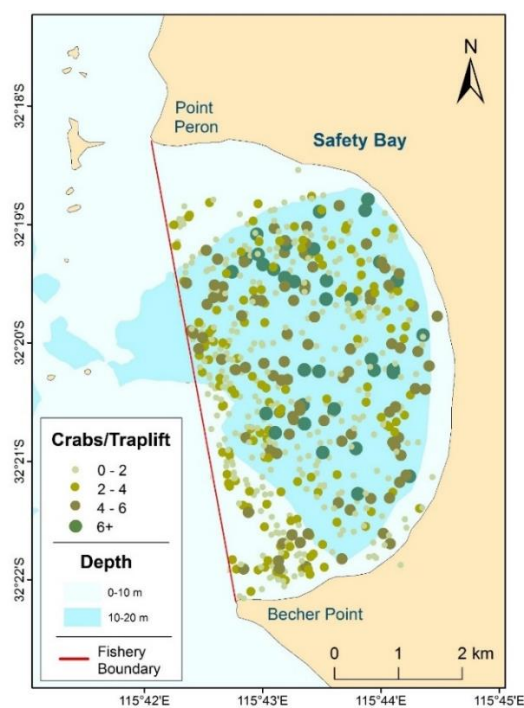 N
Point
Peron
Safety Bay
32°18'S
32°19'S
32°20'S
32°21'S
32°22'S
Crabs/Traplift
0 - 2
2 - 4
4 - 6
6+
Depth
0-10 m
10-20 m
Fishery
Boundary
Becher Point
0 1 2 km
115°42'E 115°43'E 115°44'E 115°45'E